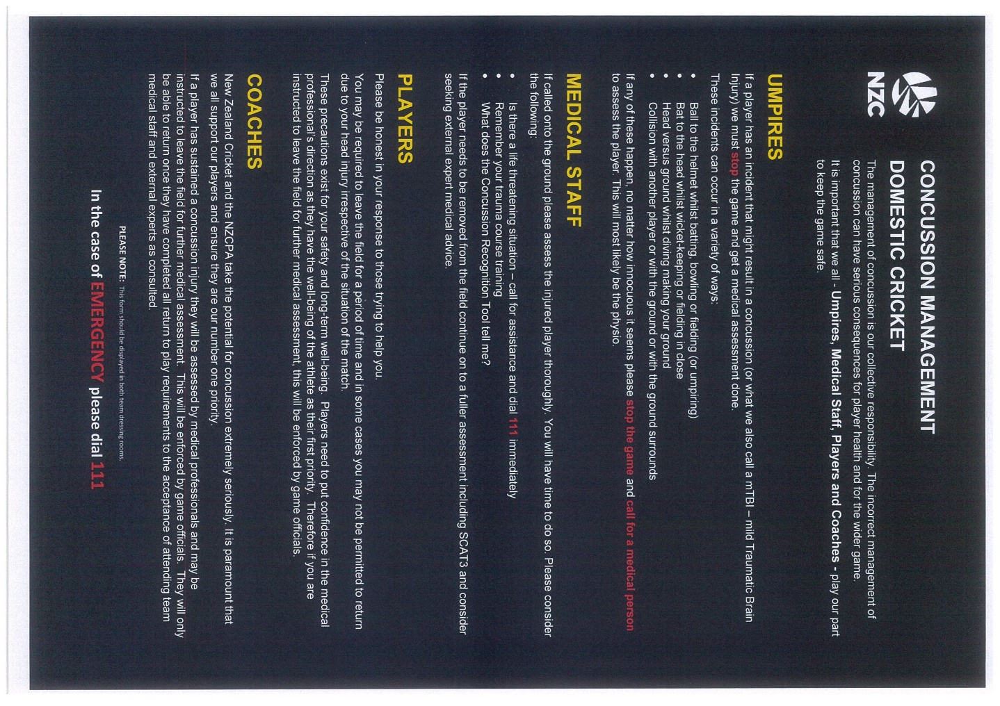 NZC
CONCUSSION MANAGEMENT
DOMESTIC CRICKET
The management of concussion is our collective responsibility. The incorrect management of
concussion can have serious consequences for player health and for the wider game.
It is important that we all - Umpires, Medical Staff, Players and Coaches - play our part
to keep the game safe.
UMPIRES
If a player has an incident that might result in a concussion (or what we also call a mTBI – mild Traumatic Brain
Injury) we must stop the game and get a medical assessment done.
These incidents can occur in a variety of ways:
• Ball to the helmet whilst batting, bowling or fielding (or umpiring)
• Bat to the head whilst wicket-keeping or fielding in close
• Head versus ground whilst diving making your ground
• Collision with another player or with the ground or with the ground surrounds
If any of these happen, no matter how innocuous it seems please stop the game and call for a medical person
to assess the player. This will most likely be the physio.
MEDICAL STAFF
If called onto the ground please assess the injured player thoroughly. You will have time to do so. Please consider
the following:
• Is there a life threatening situation – call for assistance and dial 111 immediately
• Remember your trauma course training
• What does the Concussion Recognition Tool tell me?
If the player needs to be removed from the field continue on to a fuller assessment including SCAT3 and consider
seeking external expert medical advice.
PLAYERS
Please be honest in your response to those trying to help you.
You may be required to leave the field for a period of time and in some cases you may not be permitted to return
due to your head injury irrespective of the situation of the match.
These precautions exist for your safety and long-term well-being. Players need to put confidence in the medical
professional's direction as they have the well-being of the athlete as their first priority. Therefore if you are
instructed to leave the field for further medical assessment, this will be enforced by game officials.
COACHES
New Zealand Cricket and the NZCPA take the potential for concussion extremely seriously. It is paramount that
we all support our players and ensure they are our number one priority.
If a player has sustained a concussion injury they will be assessed by medical professionals and may be
instructed to leave the field for further medical assessment. This will be enforced by game officials. They will only
be able to return once they have completed all return to play requirements to the acceptance of attending team
medical staff and external experts as consulted.
PLEASE NOTE: This form should be displayed in both team dressing rooms.
In the case of EMERGENCY please dial 111